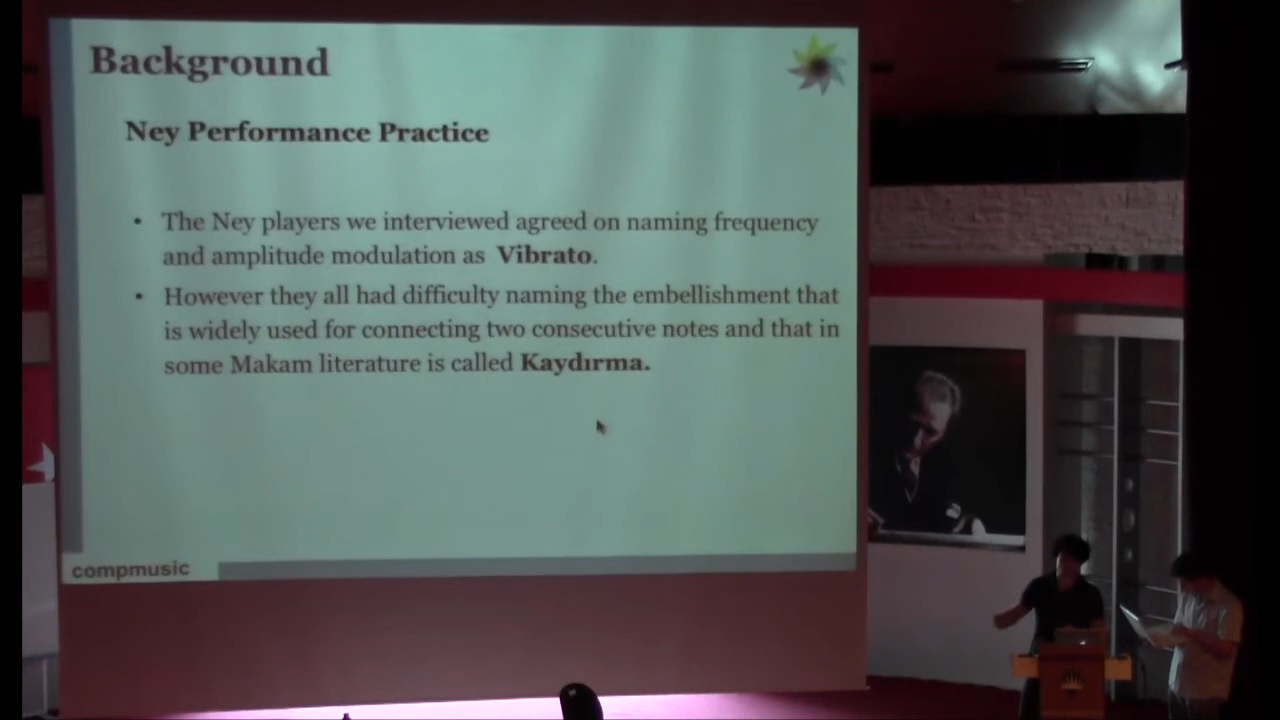 Background
Ney Performance Practice
• The Ney players we interviewed agreed on naming frequency
and amplitude modulation as Vibrato.
• However they all had difficulty naming the embellishment that
is widely used for connecting two consecutive notes and that in
some Makam literature is called Kaydırma.
compmusic